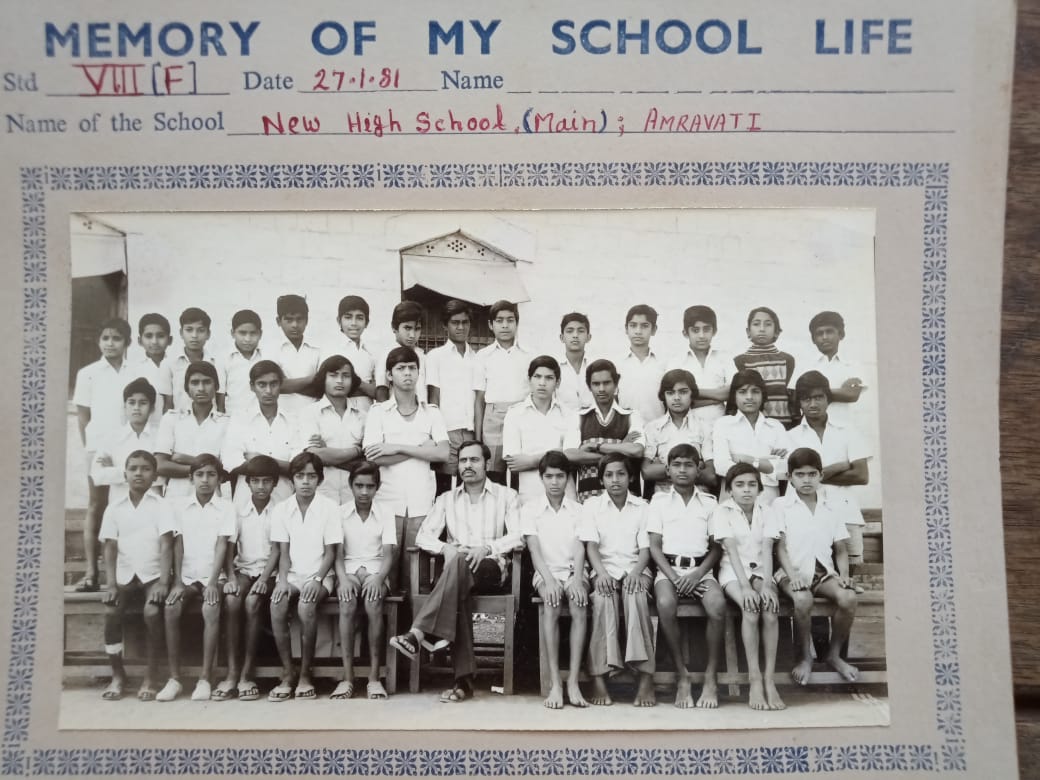 MEMORY OF MY SCHOOL LIFE
Std VIII [F] Date 27.1.81 Name
Name of the School New High School, (Main); AMRAVATI